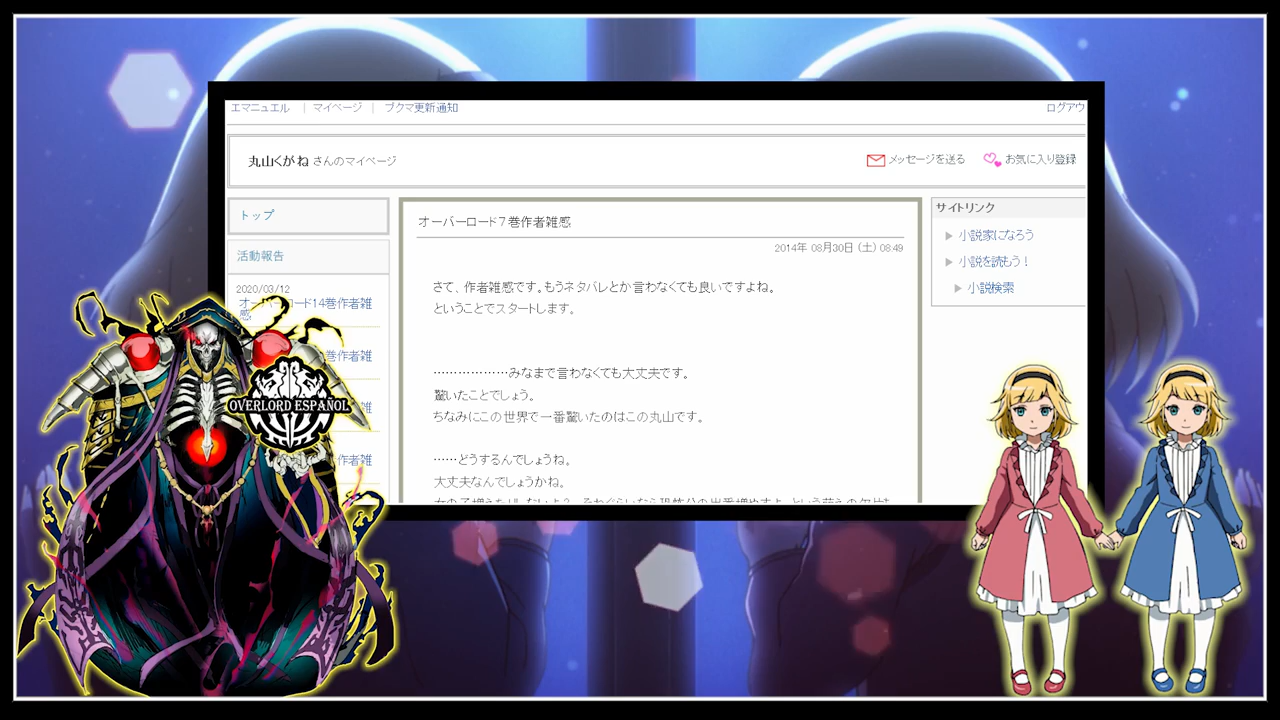 エマニュエル | マイページ | ブクマ更新通知
ログアウ
丸山くがね さんのマイページ
メッセージを送る
お気に入り登録
トップ
活動報告
2020/03/12
オーバーロード14巻作者雑
感
巻作者雑
作者雑
オーバーロード７巻作者雑感
2014年 08月30日 (土) 08:49
さて、作者雑感です。もうネタバレとか言わなくても良いですよね。
ということでスタートします。
………………みなまで言わなくても大丈夫です。
驚いたことでしょう。
ちなみにこの世界で一番驚いたのはこの丸山です。
……どうするんでしょうね。
大丈夫なんでしょうかね。
サイトリンク
小説家になろう
小説を読もう！
小説検索
OVERLORD ESPAÑOL